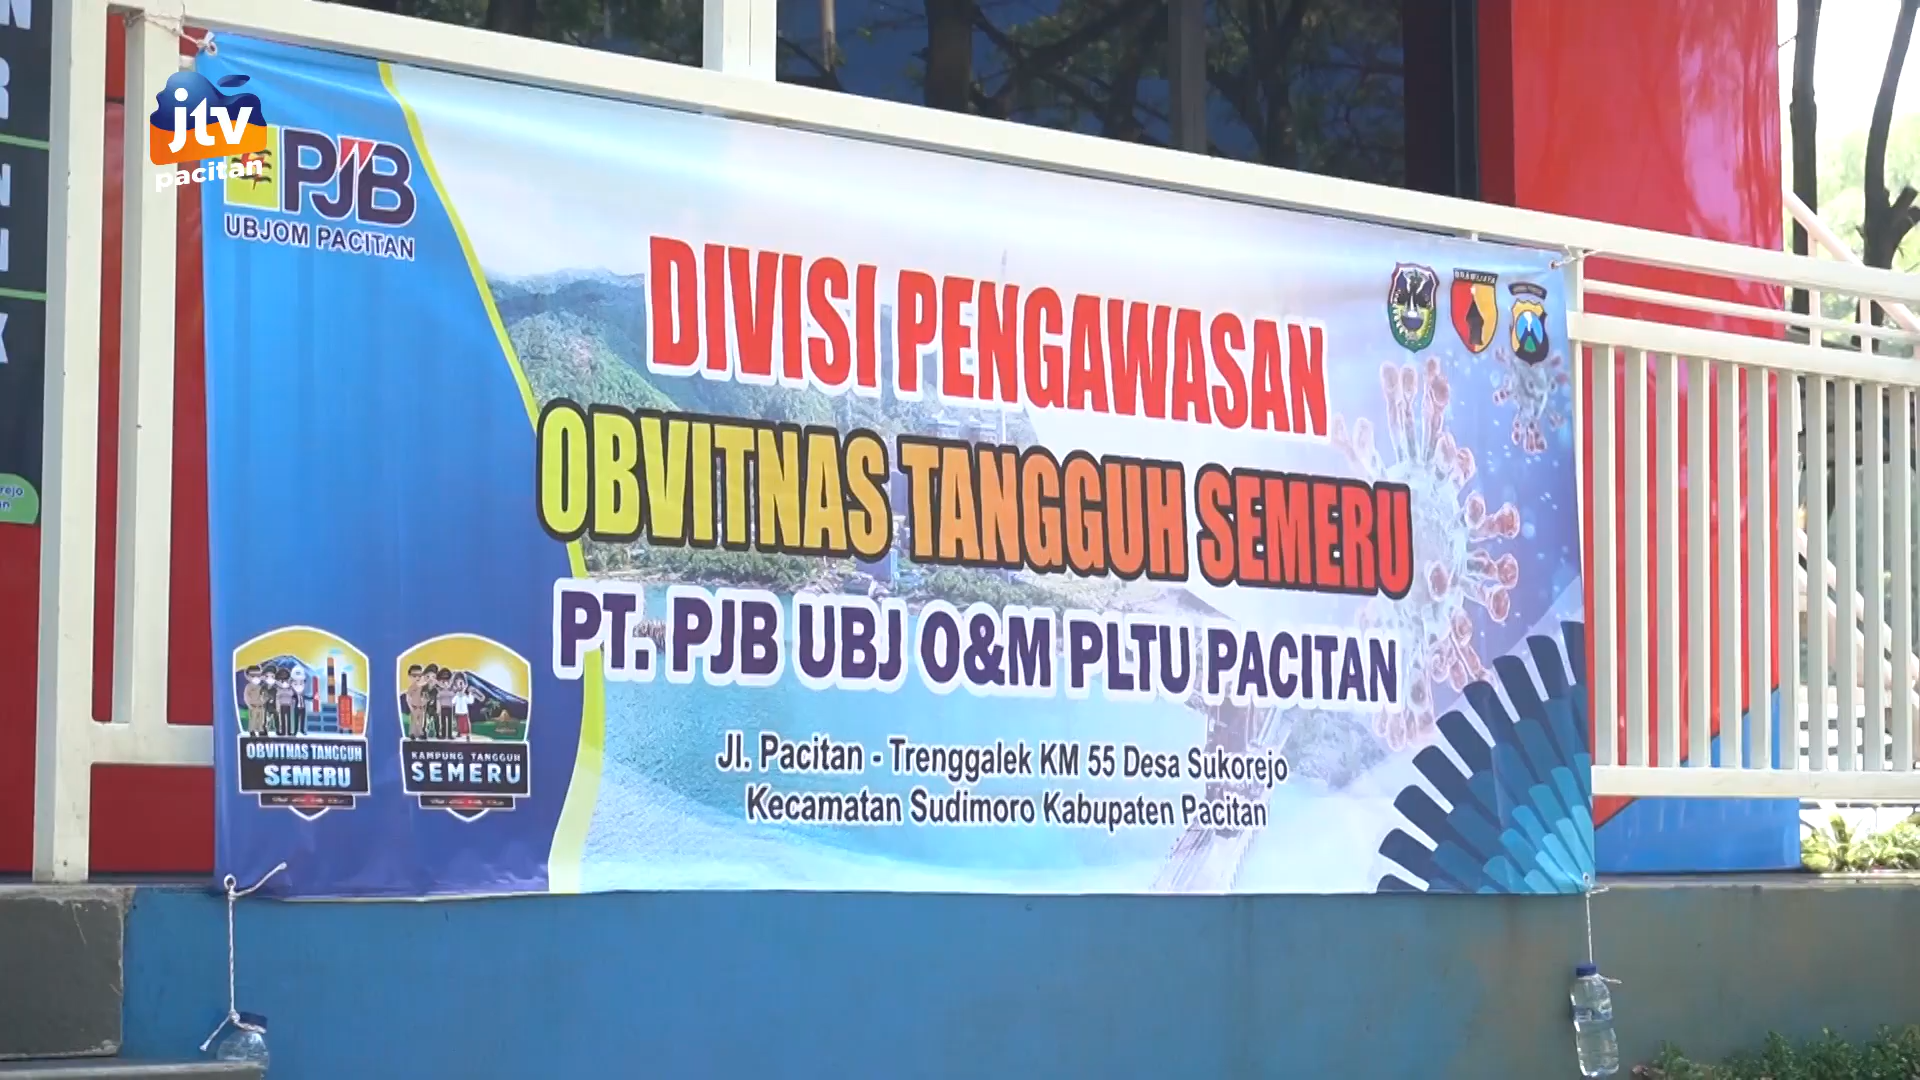 jtv
pacitan
PJB
UBJOM PACITAN
DIVISI PENGAWASAN
OBVITNAS TANGGUH SEMERU
PT. PJB UBJ O&M PLTU PACITAN
Jl. Pacitan - Trenggalek KM 55 Desa Sukorejo
Kecamatan Sudimoro Kabupaten Pacitan
OBVITNAS TANGGUH
SEMERU
KAMPUNG TANGGUH
SEMERU
BRAWIJAYA